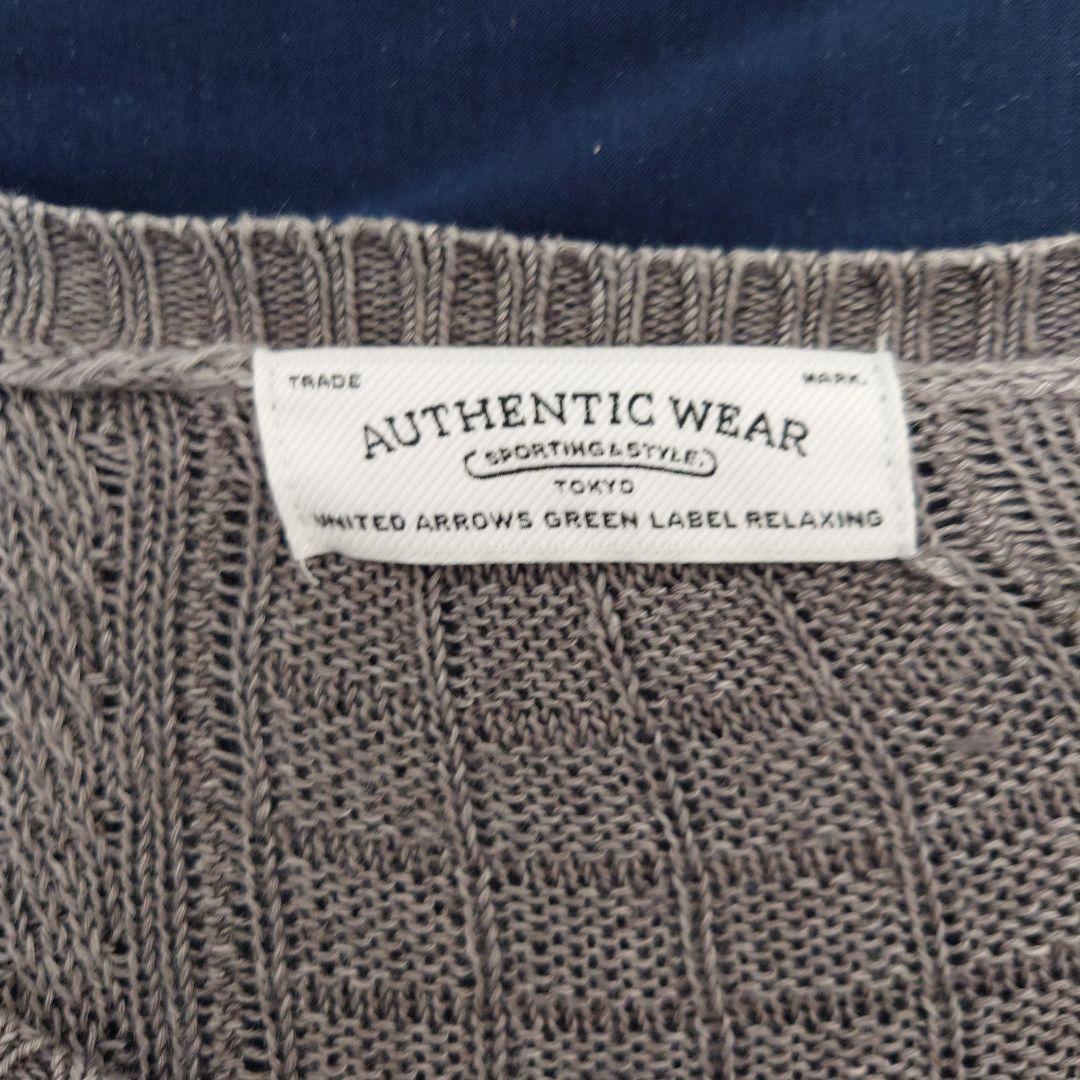 TRADE MARK.
AUTHENTIC WEAR
SPORTING & STYLE.
TOKYO
UNITED ARROWS GREEN LABEL RELAXING